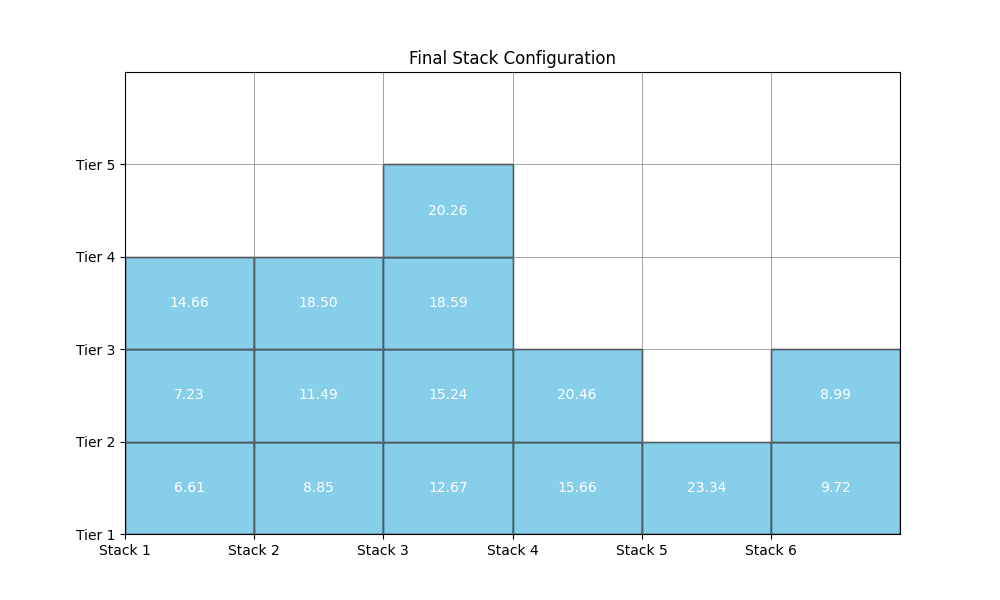 Final Stack Configuration
Tier 5
20.26
Tier 4
14.66 18.50 18.59
Tier 3
7.23 11.49 15.24 20.46 8.99
Tier 2
6.61 8.85 12.67 15.66 23.34 9.72
Tier 1
Stack 1 Stack 2 Stack 3 Stack 4 Stack 5 Stack 6